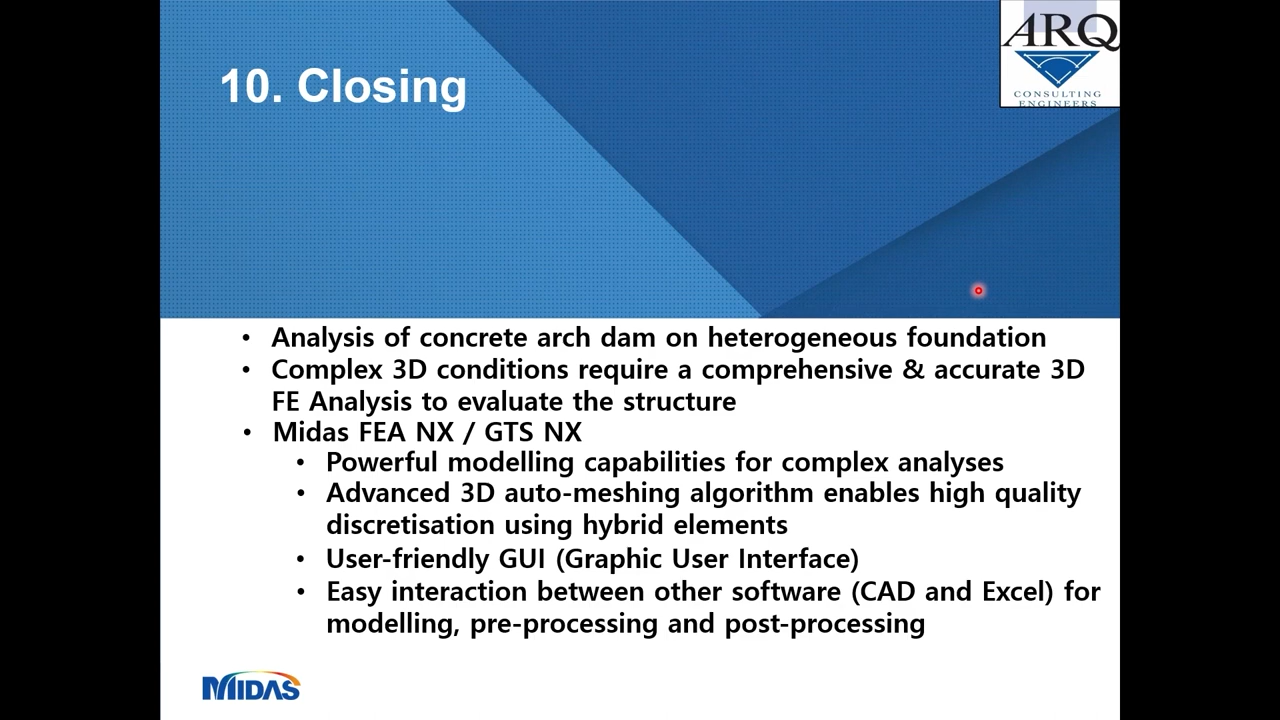 ARQ
CONSULTING
ENGINEERS
10. Closing
• Analysis of concrete arch dam on heterogeneous foundation
• Complex 3D conditions require a comprehensive & accurate 3D
FE Analysis to evaluate the structure
• Midas FEA NX / GTS NX
• Powerful modelling capabilities for complex analyses
• Advanced 3D auto-meshing algorithm enables high quality
discretisation using hybrid elements
• User-friendly GUI (Graphic User Interface)
• Easy interaction between other software (CAD and Excel) for
modelling, pre-processing and post-processing
MIDAS